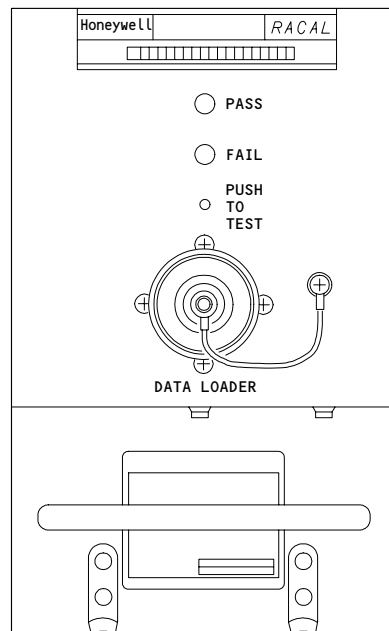 Honeywell RACAL
PASS
FAIL
PUSH
TO
TEST
DATA LOADER